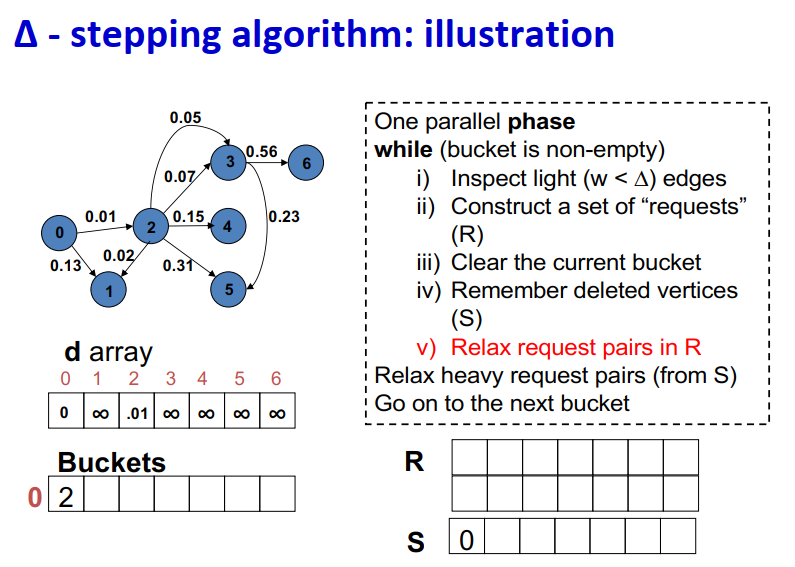 Δ - stepping algorithm: illustration
0.05
0.56
3
6
0.07
0.01
0.15
0.23
0
2
4
0.02
0.13
0.31
1
5
d array
0 1 2 3 4 5 6
0 ∞ .01 ∞ ∞ ∞ ∞
Buckets
0 2
One parallel phase
while (bucket is non-empty)
i) Inspect light (w < Δ) edges
ii) Construct a set of “requests”
(R)
iii) Clear the current bucket
iv) Remember deleted vertices
(S)
v) Relax request pairs in R
Relax heavy request pairs (from S)
Go on to the next bucket
R
S 0